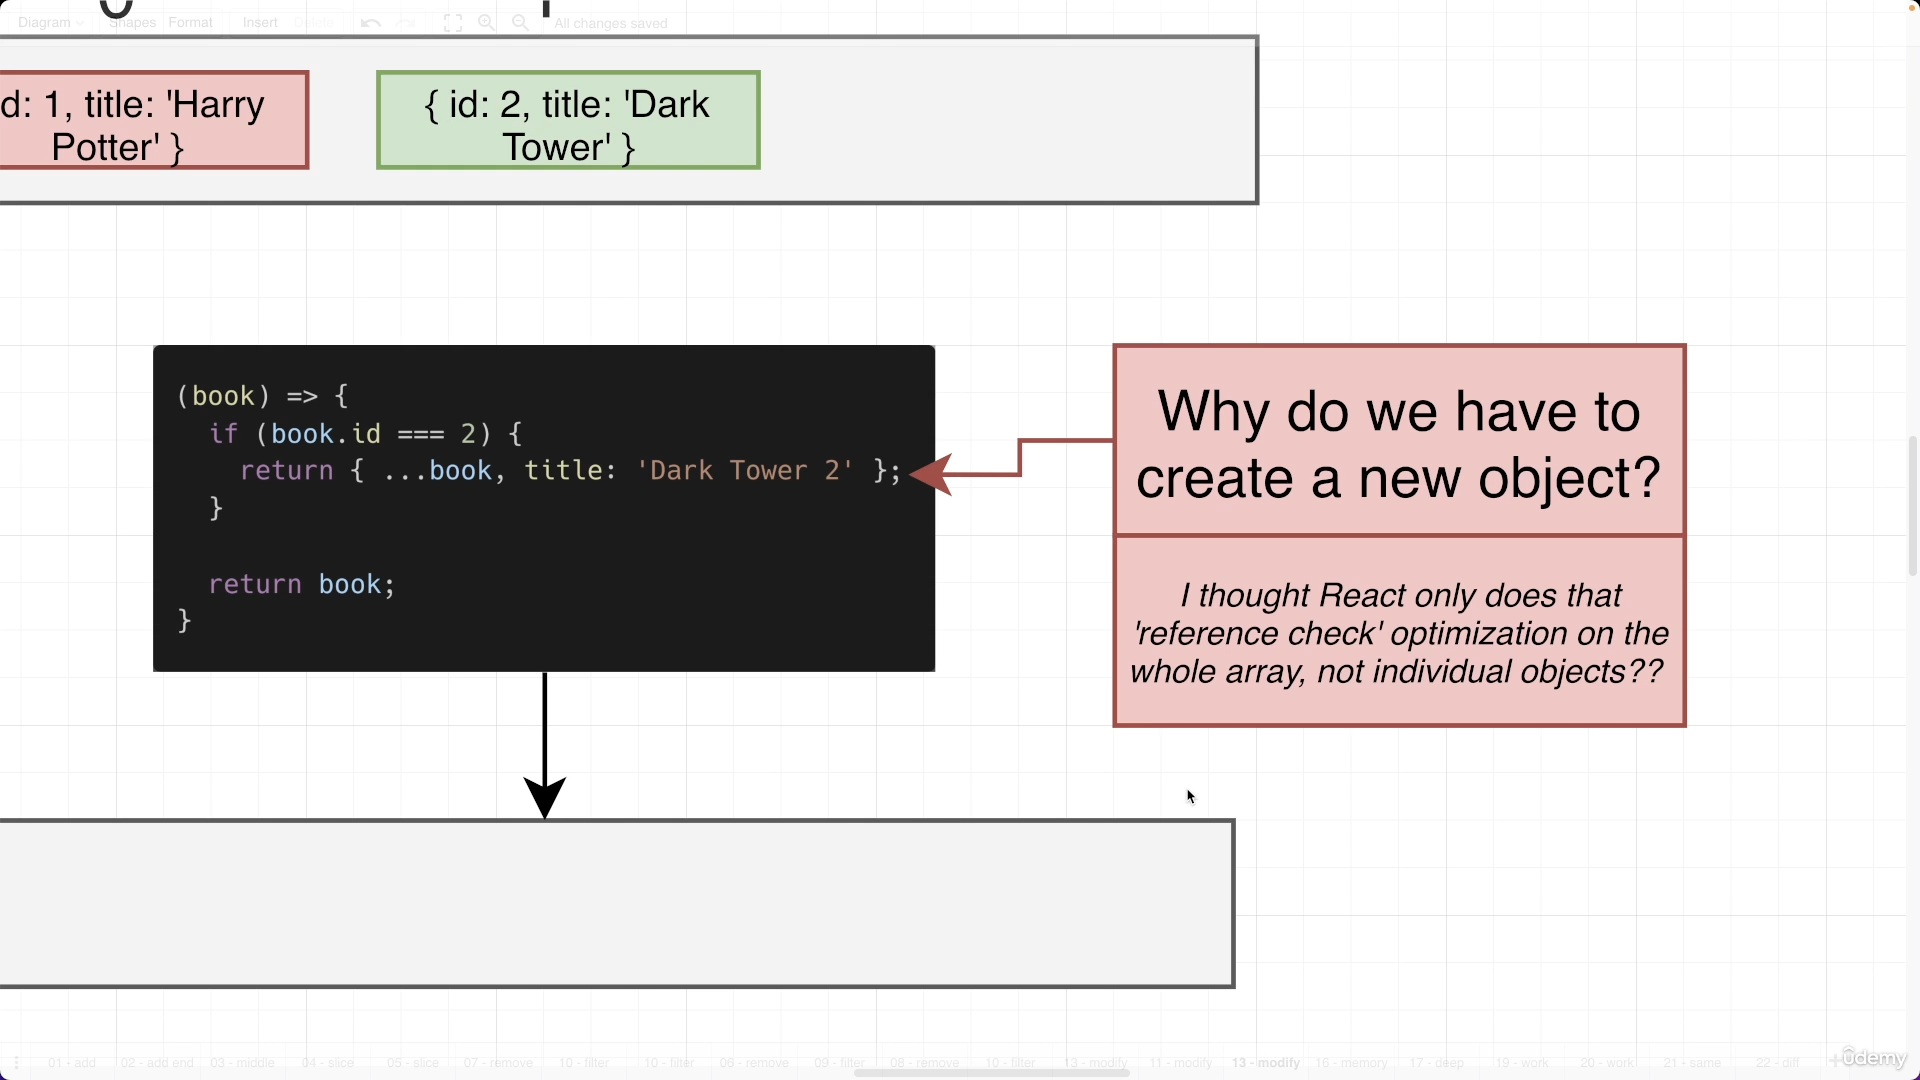 Diagram
Shapes
Format
Insert
Delete
All changes saved
d: 1, title: 'Harry
Potter' }
{ id: 2, title: 'Dark
Tower' }
(book) => {
if (book.id === 2) {
return { ...book, title: 'Dark Tower 2' };
}
return book;
}
Why do we have to
create a new object?
I thought React only does that
'reference check' optimization on the
whole array, not individual objects??
01 - add
02 - add end
03 - middle
04 - slice
05 - slice
07 - remove
10 - filter
10 - filter
06 - remove
09 - filter
08 - remove
10 - filter
13 - modify
11 - modify
13 - modify
16 - memory
17 - deep
19 - work
20 - work
21 - same
22 - diff
ûdemy